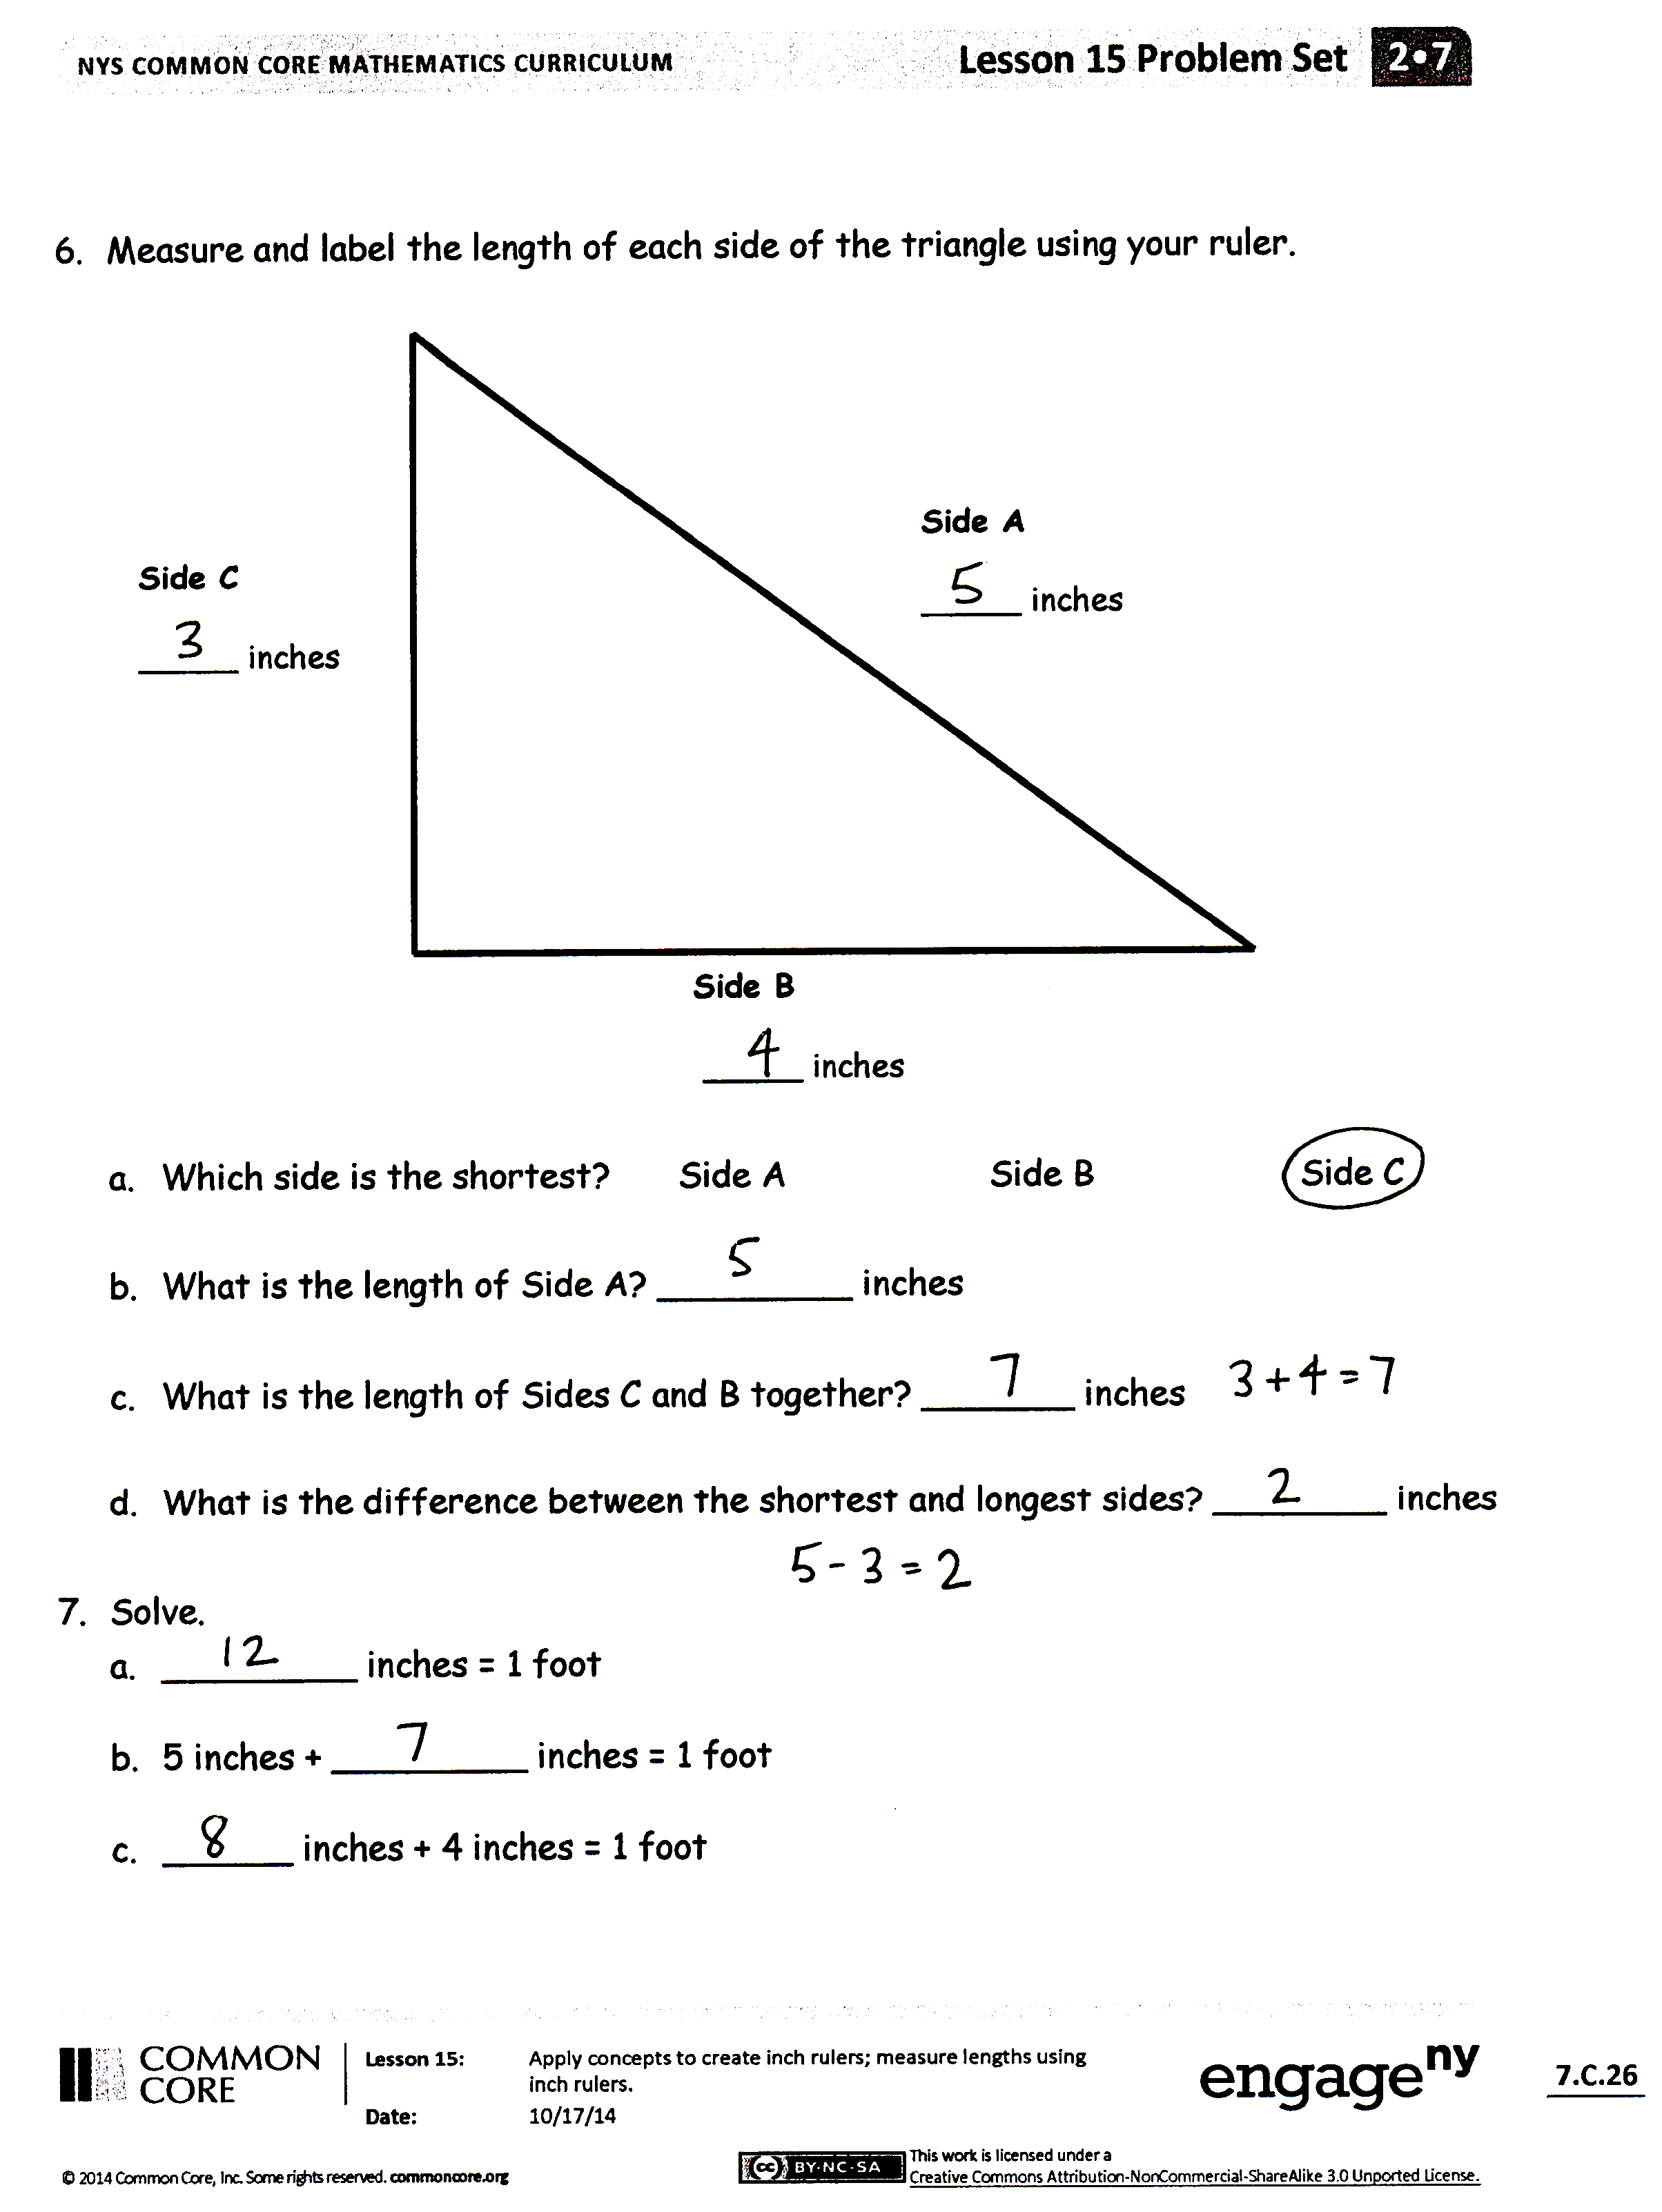 NYS COMMON CORE MATHEMATICS CURRICULUM Lesson 15 Problem Set 2•7
6. Measure and label the length of each side of the triangle using your ruler.
Side A
5 inches
Side C
3 inches
Side B
4 inches
a. Which side is the shortest? Side A Side B Side C
b. What is the length of Side A? 5 inches
c. What is the length of Sides C and B together? 7 inches 3 + 4 = 7
d. What is the difference between the shortest and longest sides? 2 inches
5 - 3 = 2
7. Solve.
a. 12 inches = 1 foot
b. 5 inches + 7 inches = 1 foot
c. 8 inches + 4 inches = 1 foot
COMMON CORE
Lesson 15: Apply concepts to create inch rulers; measure lengths using
inch rulers.
Date: 10/17/14
engageny 7.C.26
© 2014 Common Core, Inc. Some rights reserved. commoncore.org
cc BY-NC-SA
This work is licensed under a
Creative Commons Attribution-NonCommercial-ShareAlike 3.0 Unported License.